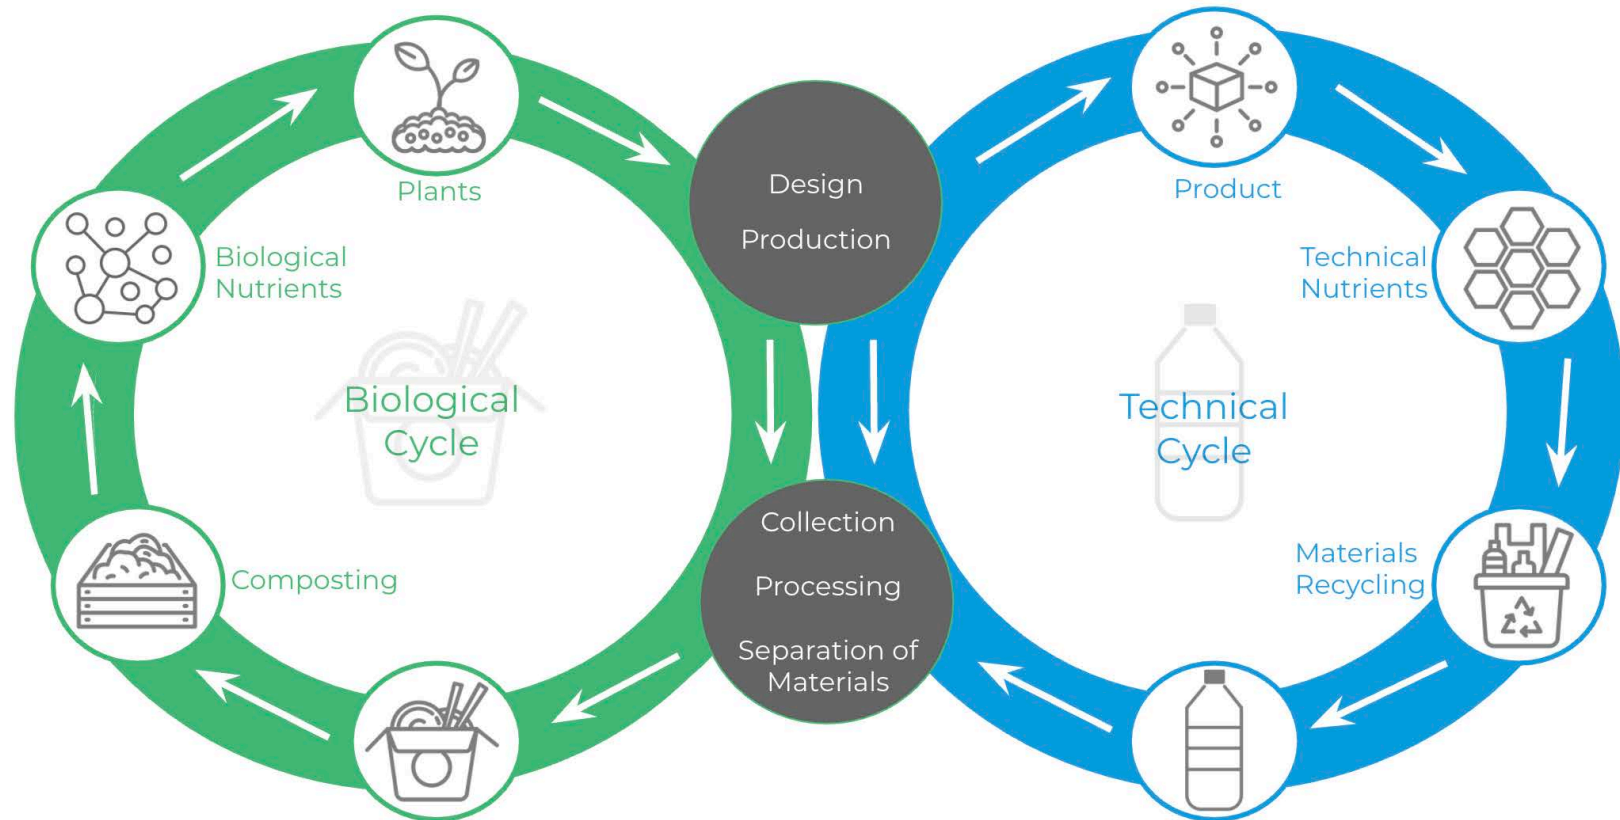 Plants
Biological
Nutrients
Biological
Cycle
Composting
Design
Production
Collection
Processing
Separation of
Materials
Product
Technical
Nutrients
Technical
Cycle
Materials
Recycling